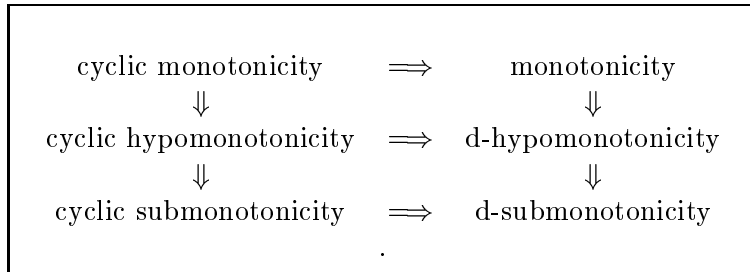 cyclic monotonicity ⟹ monotonicity
⇓ ⇓
cyclic hypomonotonicity ⟹ d-hypomonotonicity
⇓ ⇓
cyclic submonotonicity ⟹ d-submonotonicity
.